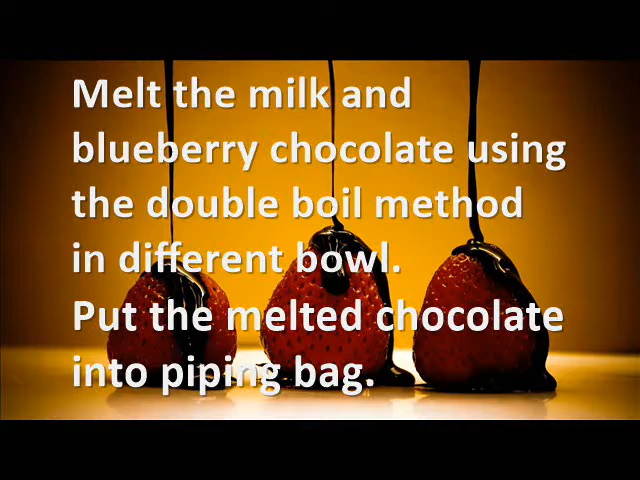 Melt the milk and
blueberry chocolate using
the double boil method
in different bowl.
Put the melted chocolate
into piping bag.